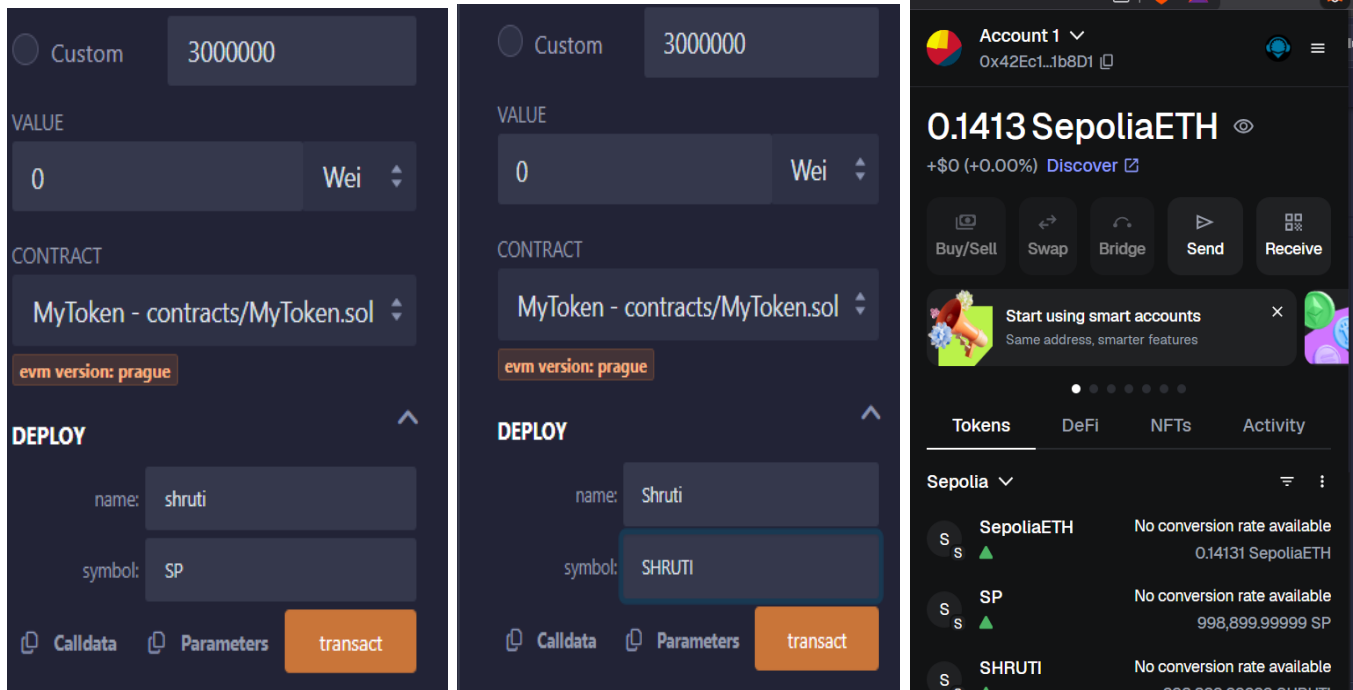 Custom
3000000
VALUE
0
Wei
CONTRACT
MyToken - contracts/MyToken.sol
evm version: prague
DEPLOY
name:
shruti
symbol:
SP
Calldata
Parameters
transact
Custom
3000000
VALUE
0
Wei
CONTRACT
MyToken - contracts/MyToken.sol
evm version: prague
DEPLOY
name:
Shruti
symbol:
SHRUTI
Calldata
Parameters
transact
Account 1
0x42Ec1...1b8D1
0.1413 SepoliaETH
+$0 (+0.00%) Discover
Buy/Sell
Swap
Bridge
Send
Receive
Start using smart accounts
Same address, smarter features
Tokens
DeFi
NFTs
Activity
Sepolia
S
S
SepoliaETH
No conversion rate available
0.14131 SepoliaETH
S
S
SP
No conversion rate available
998,899.99999 SP
S
SHRUTI
No conversion rate available